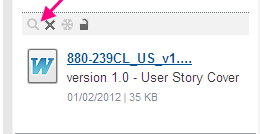 W
880-239CL_US_v1....
version 1.0 - User Story Cover
01/02/2012 | 35 KB